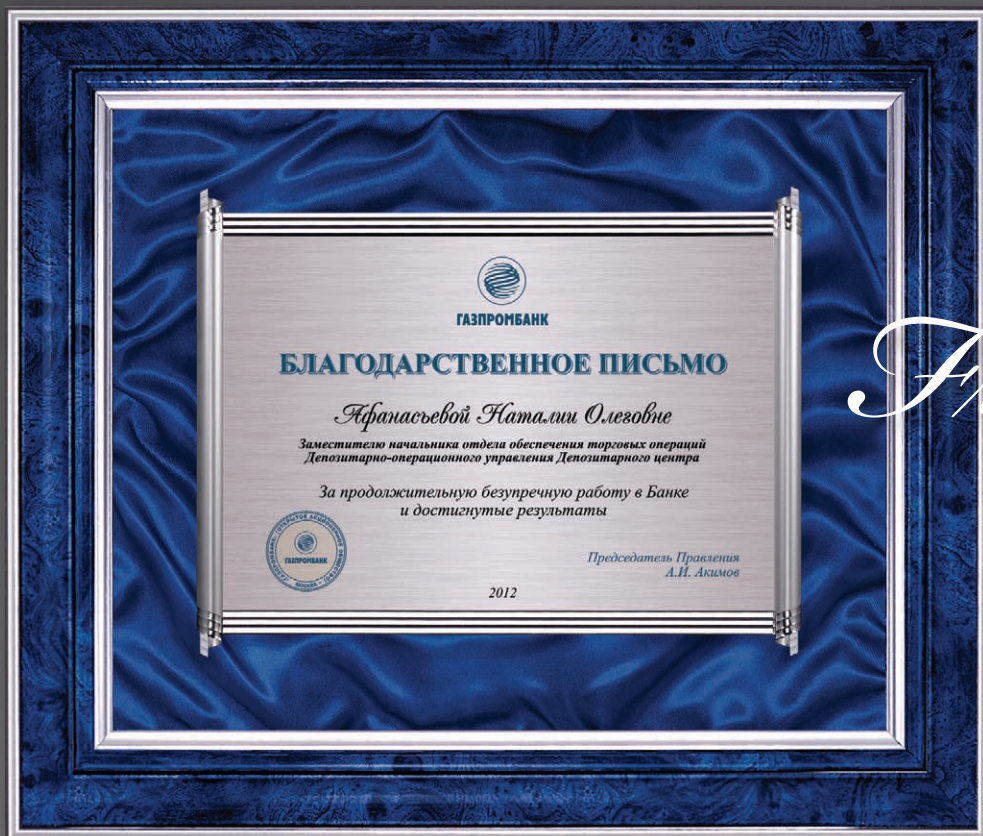 ГАЗПРОМБАНК
БЛАГОДАРСТВЕННОЕ ПИСЬМО
Афанасьевой Наталии Олеговне
Заместителю начальника отдела обеспечения торговых операций
Депозитарно-операционного управления Депозитарного центра
За продолжительную безупречную работу в Банке
и достигнутые результаты
ГАЗПРОМБАНК
Председатель Правления
А.И. Акимов
2012